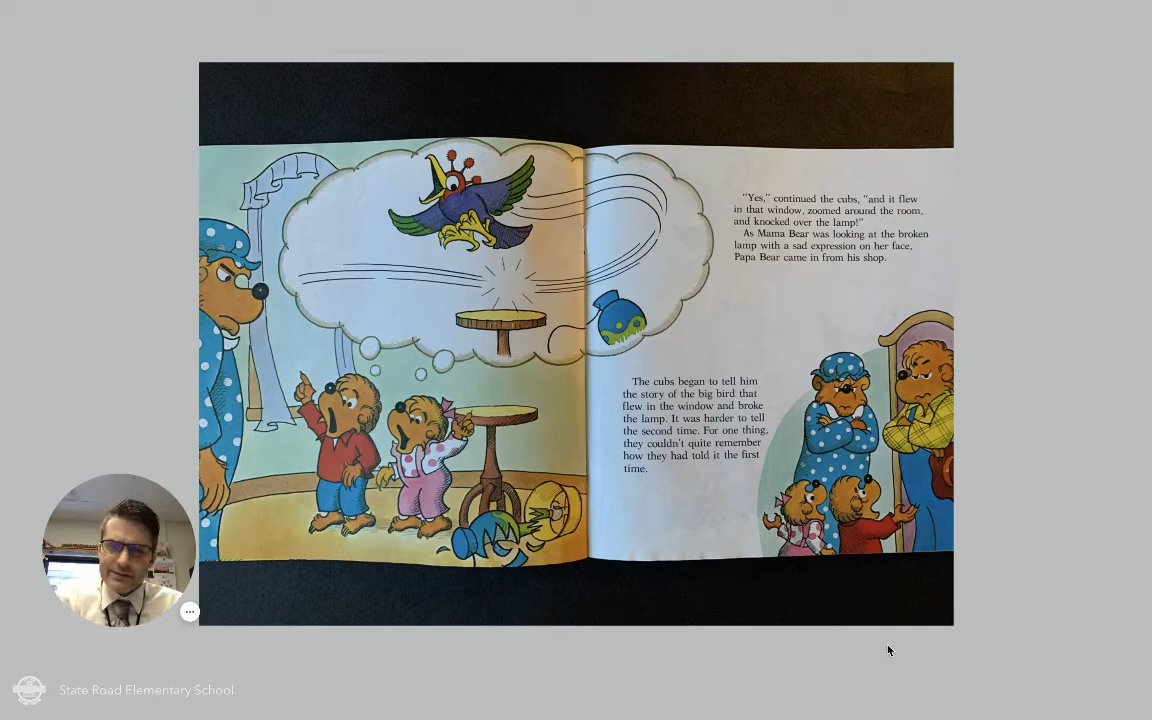 "Yes," continued the cubs, "and it flew
in that window, zoomed around the room,
and knocked over the lamp!"
As Mama Bear was looking at the broken
lamp with a sad expression on her face,
Papa Bear came in from his shop.
The cubs began to tell him
the story of the big bird that
flew in the window and broke
the lamp. It was harder to tell
the second time. For one thing,
they couldn't quite remember
how they had told it the first
time.
State Road Elementary School